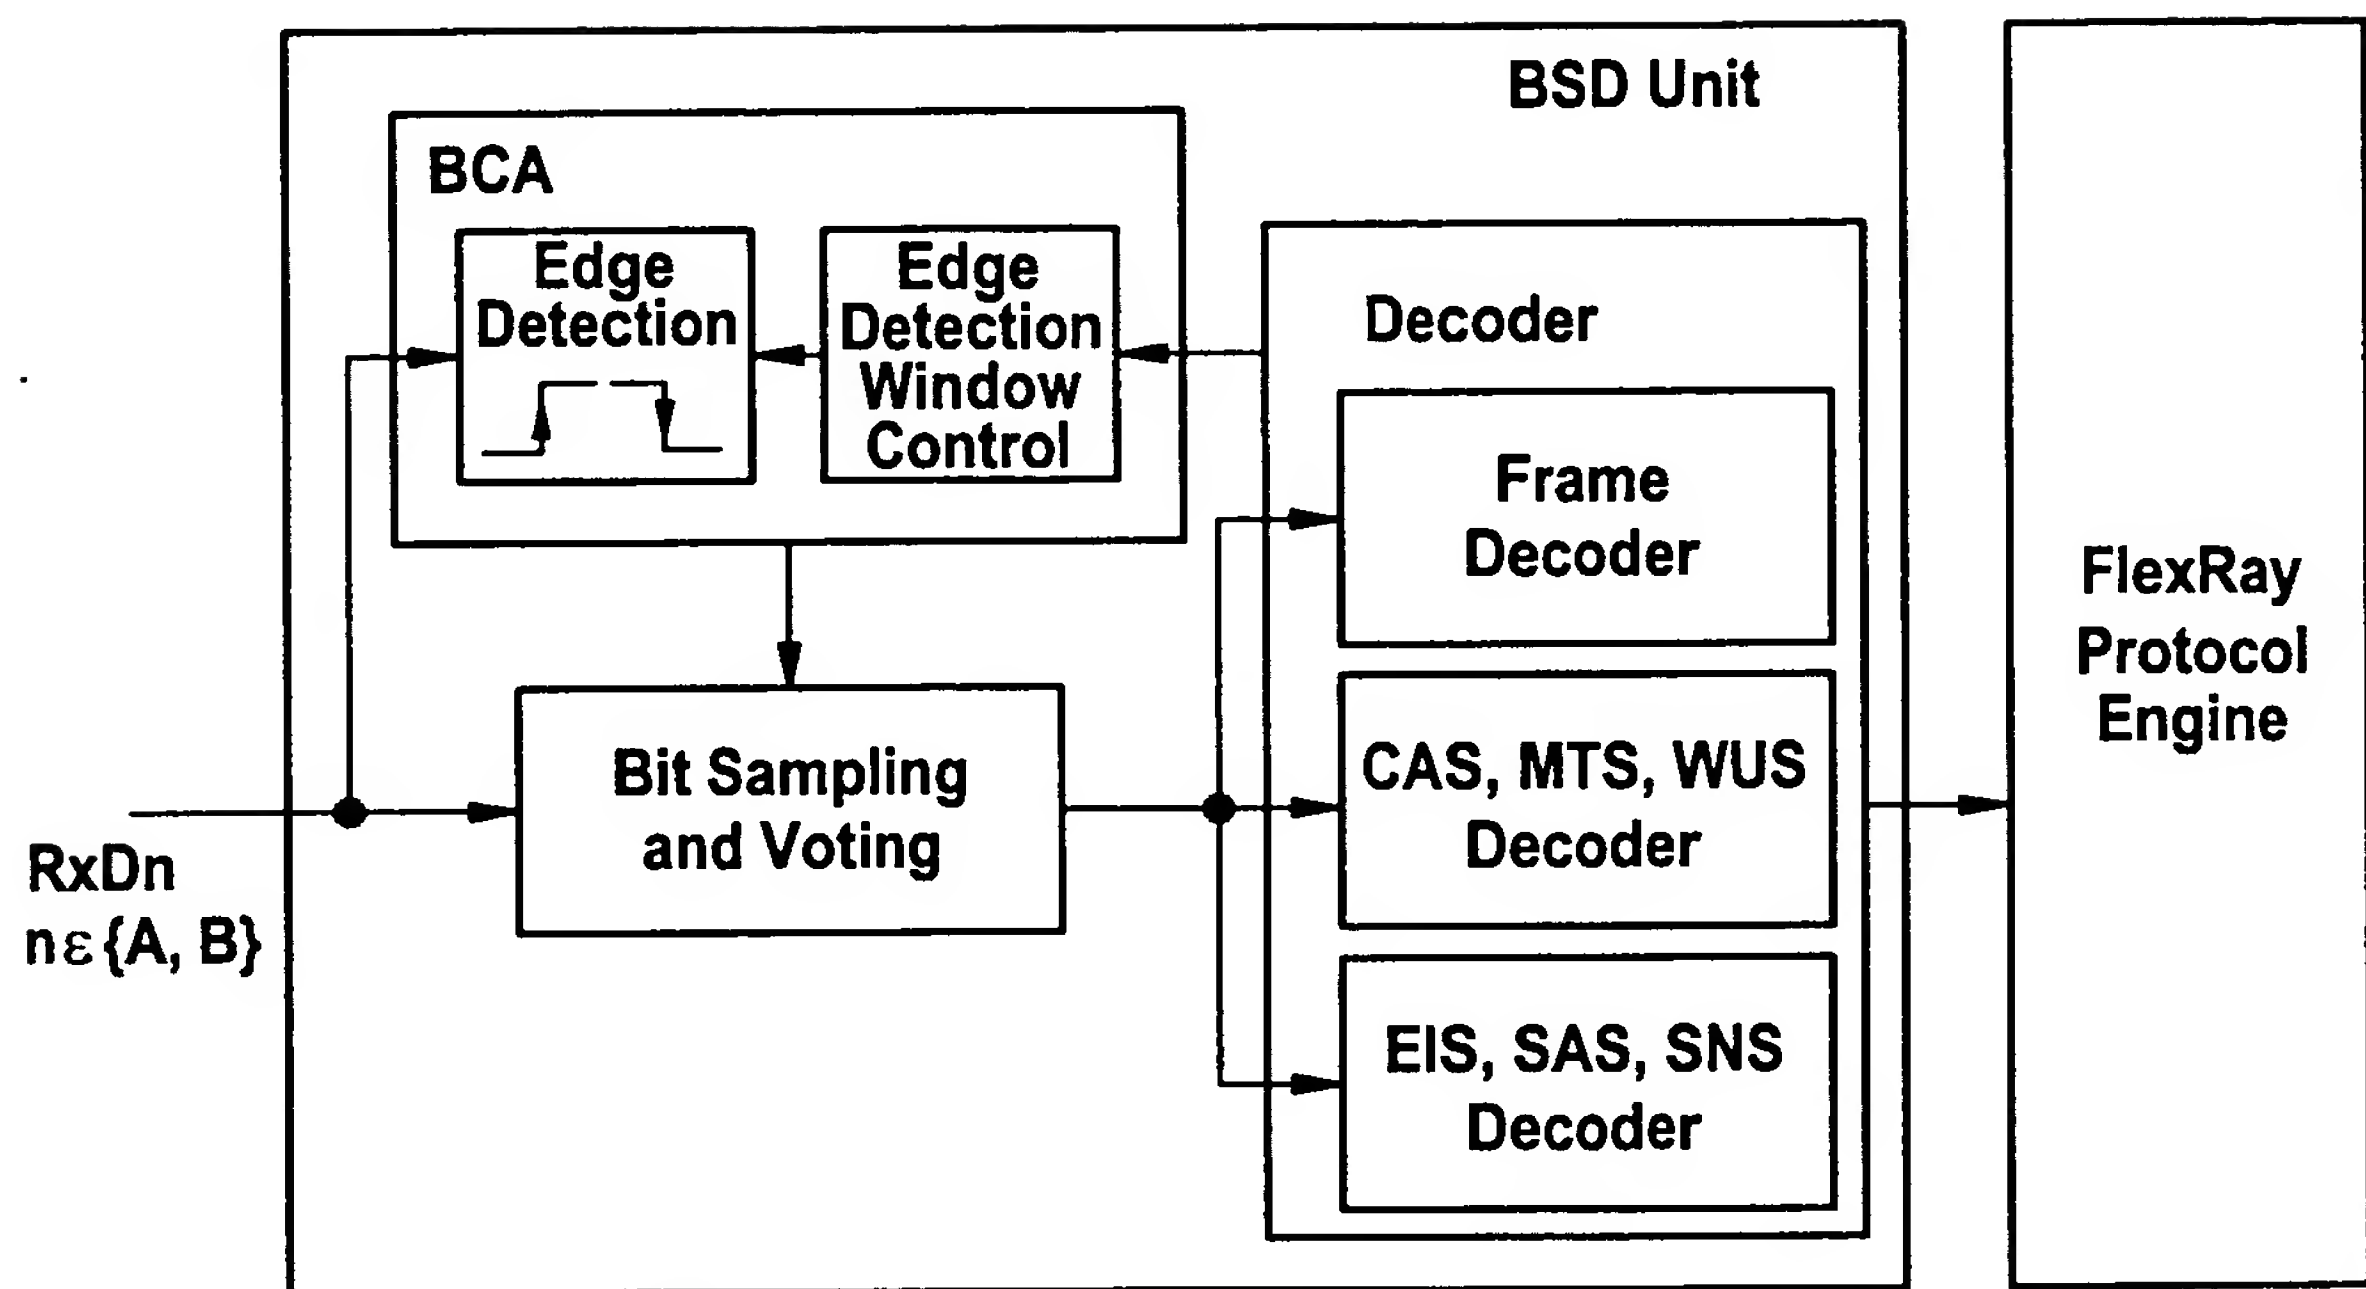 BSD Unit
BCA
Edge
Detection
Edge
Detection
Window
Control
Decoder
Frame
Decoder
FlexRay
Protocol
Engine
Bit Sampling
and Voting
CAS, MTS, WUS
Decoder
RxDn
nε{A, B}
EIS, SAS, SNS
Decoder